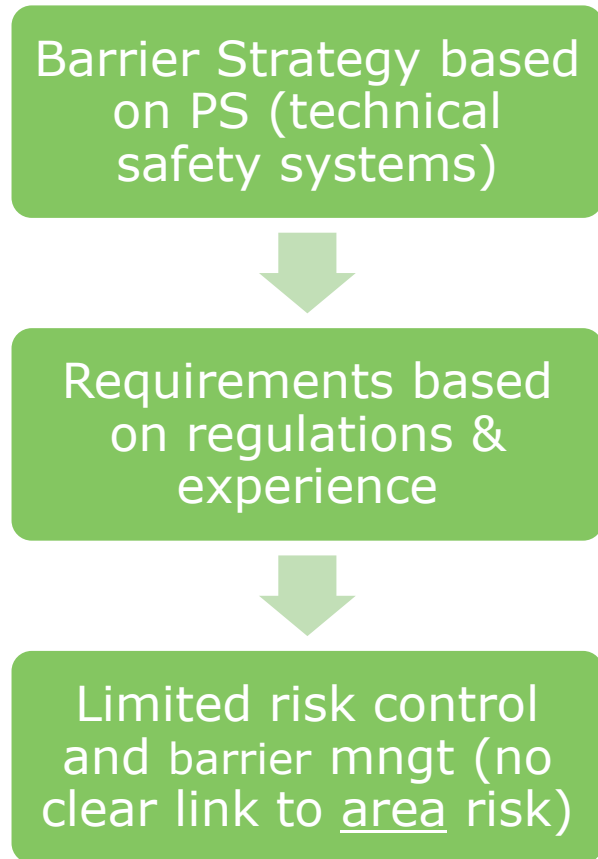 Barrier Strategy based
on PS (technical
safety systems)
Requirements based
on regulations &
experience
Limited risk control
and barrier mngt (no
clear link to area risk)